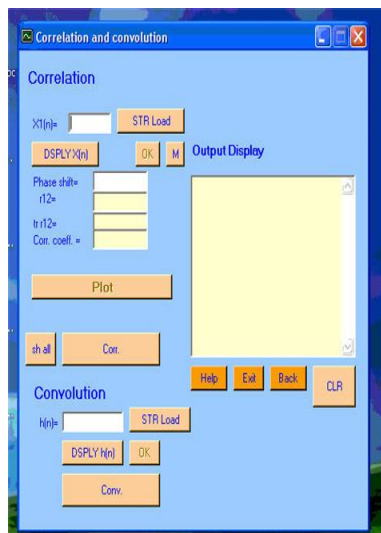 Correlation and convolution
Correlation
X1(n)=
STR Load
DSPLY X(n)
OK
M
Output Display
Phase shift=
r12=
tr r12=
Corr. coeff. =
Plot
sh all
Corr.
Help
Exit
Back
CLR
Convolution
h(n)=
STR Load
DSPLY h(n)
OK
Conv.